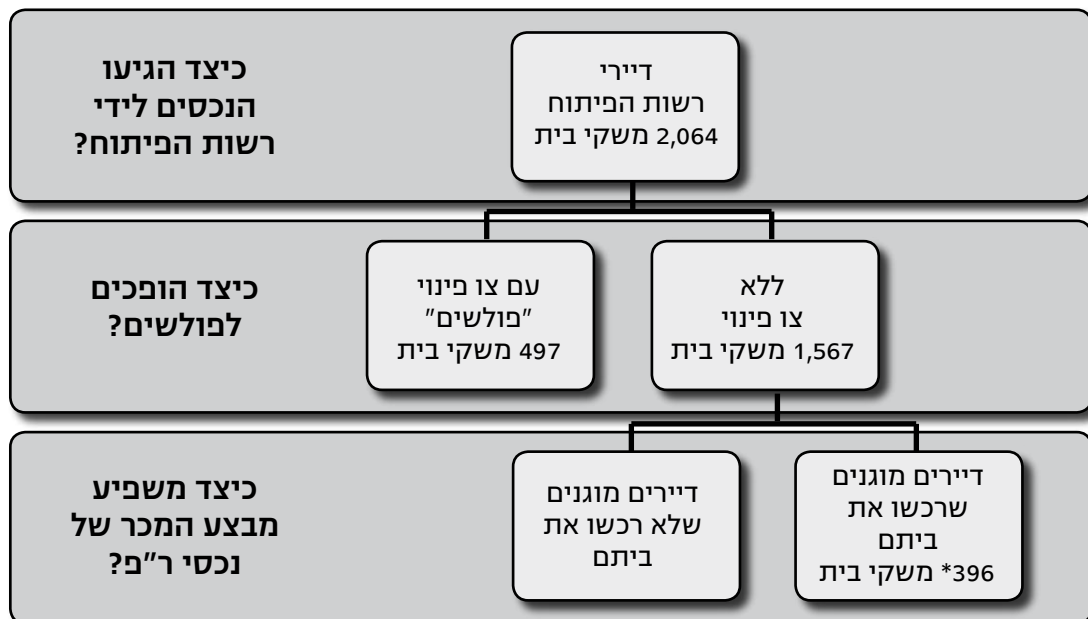 כיצד הגיעו
הנכסים לידי
רשות הפיתוח?
דיירי
רשות הפיתוח
2,064 משקי בית
כיצד הופכים
לפולשים?
ללא
צו פינוי
1,567 משקי בית
עם צו פינוי
"פולשים"
497 משקי בית
כיצד משפיע
מבצע המכר של
נכסי ר"פ?
דיירים מוגנים
שרכשו את
ביתם
396* משקי בית
דיירים מוגנים
שלא רכשו את
ביתם